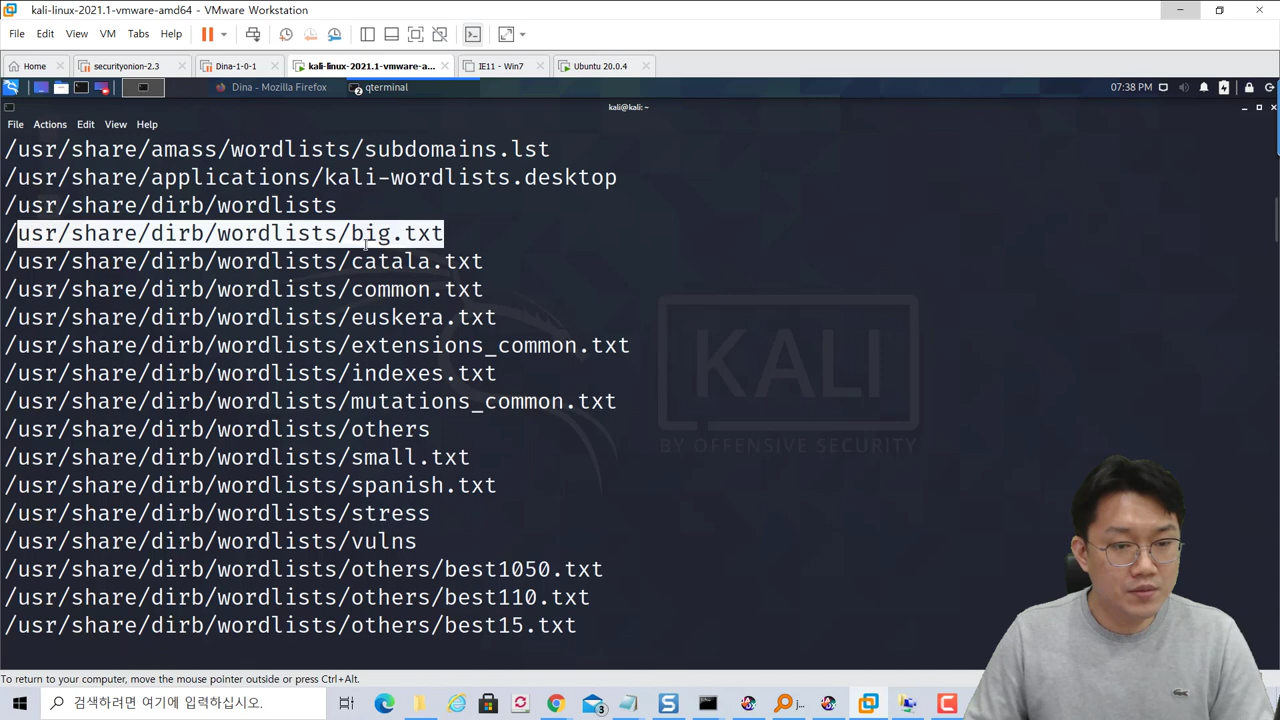 kali-linux-2021.1-vmware-amd64 - VMware Workstation
File Edit View VM Tabs Help
Home securityonion-2.3 Dina-1-0-1 kali-linux-2021.1-vmware-a... IE11 - Win7 Ubuntu 20.0.4
Dina - Mozilla Firefox 2 qterminal 07:38 PM
kali@kali: ~
File Actions Edit View Help
/usr/share/amass/wordlists/subdomains.lst
/usr/share/applications/kali-wordlists.desktop
/usr/share/dirb/wordlists
/usr/share/dirb/wordlists/big.txt
/usr/share/dirb/wordlists/catala.txt
/usr/share/dirb/wordlists/common.txt
/usr/share/dirb/wordlists/euskera.txt
/usr/share/dirb/wordlists/extensions_common.txt
/usr/share/dirb/wordlists/indexes.txt
/usr/share/dirb/wordlists/mutations_common.txt
/usr/share/dirb/wordlists/others
/usr/share/dirb/wordlists/small.txt
/usr/share/dirb/wordlists/spanish.txt
/usr/share/dirb/wordlists/stress
/usr/share/dirb/wordlists/vulns
/usr/share/dirb/wordlists/others/best1050.txt
/usr/share/dirb/wordlists/others/best110.txt
/usr/share/dirb/wordlists/others/best15.txt
KALI
BY OFFENSIVE SECURITY
To return to your computer, move the mouse pointer outside or press Ctrl+Alt.
검색하려면 여기에 입력하십시오. 3 S j... C